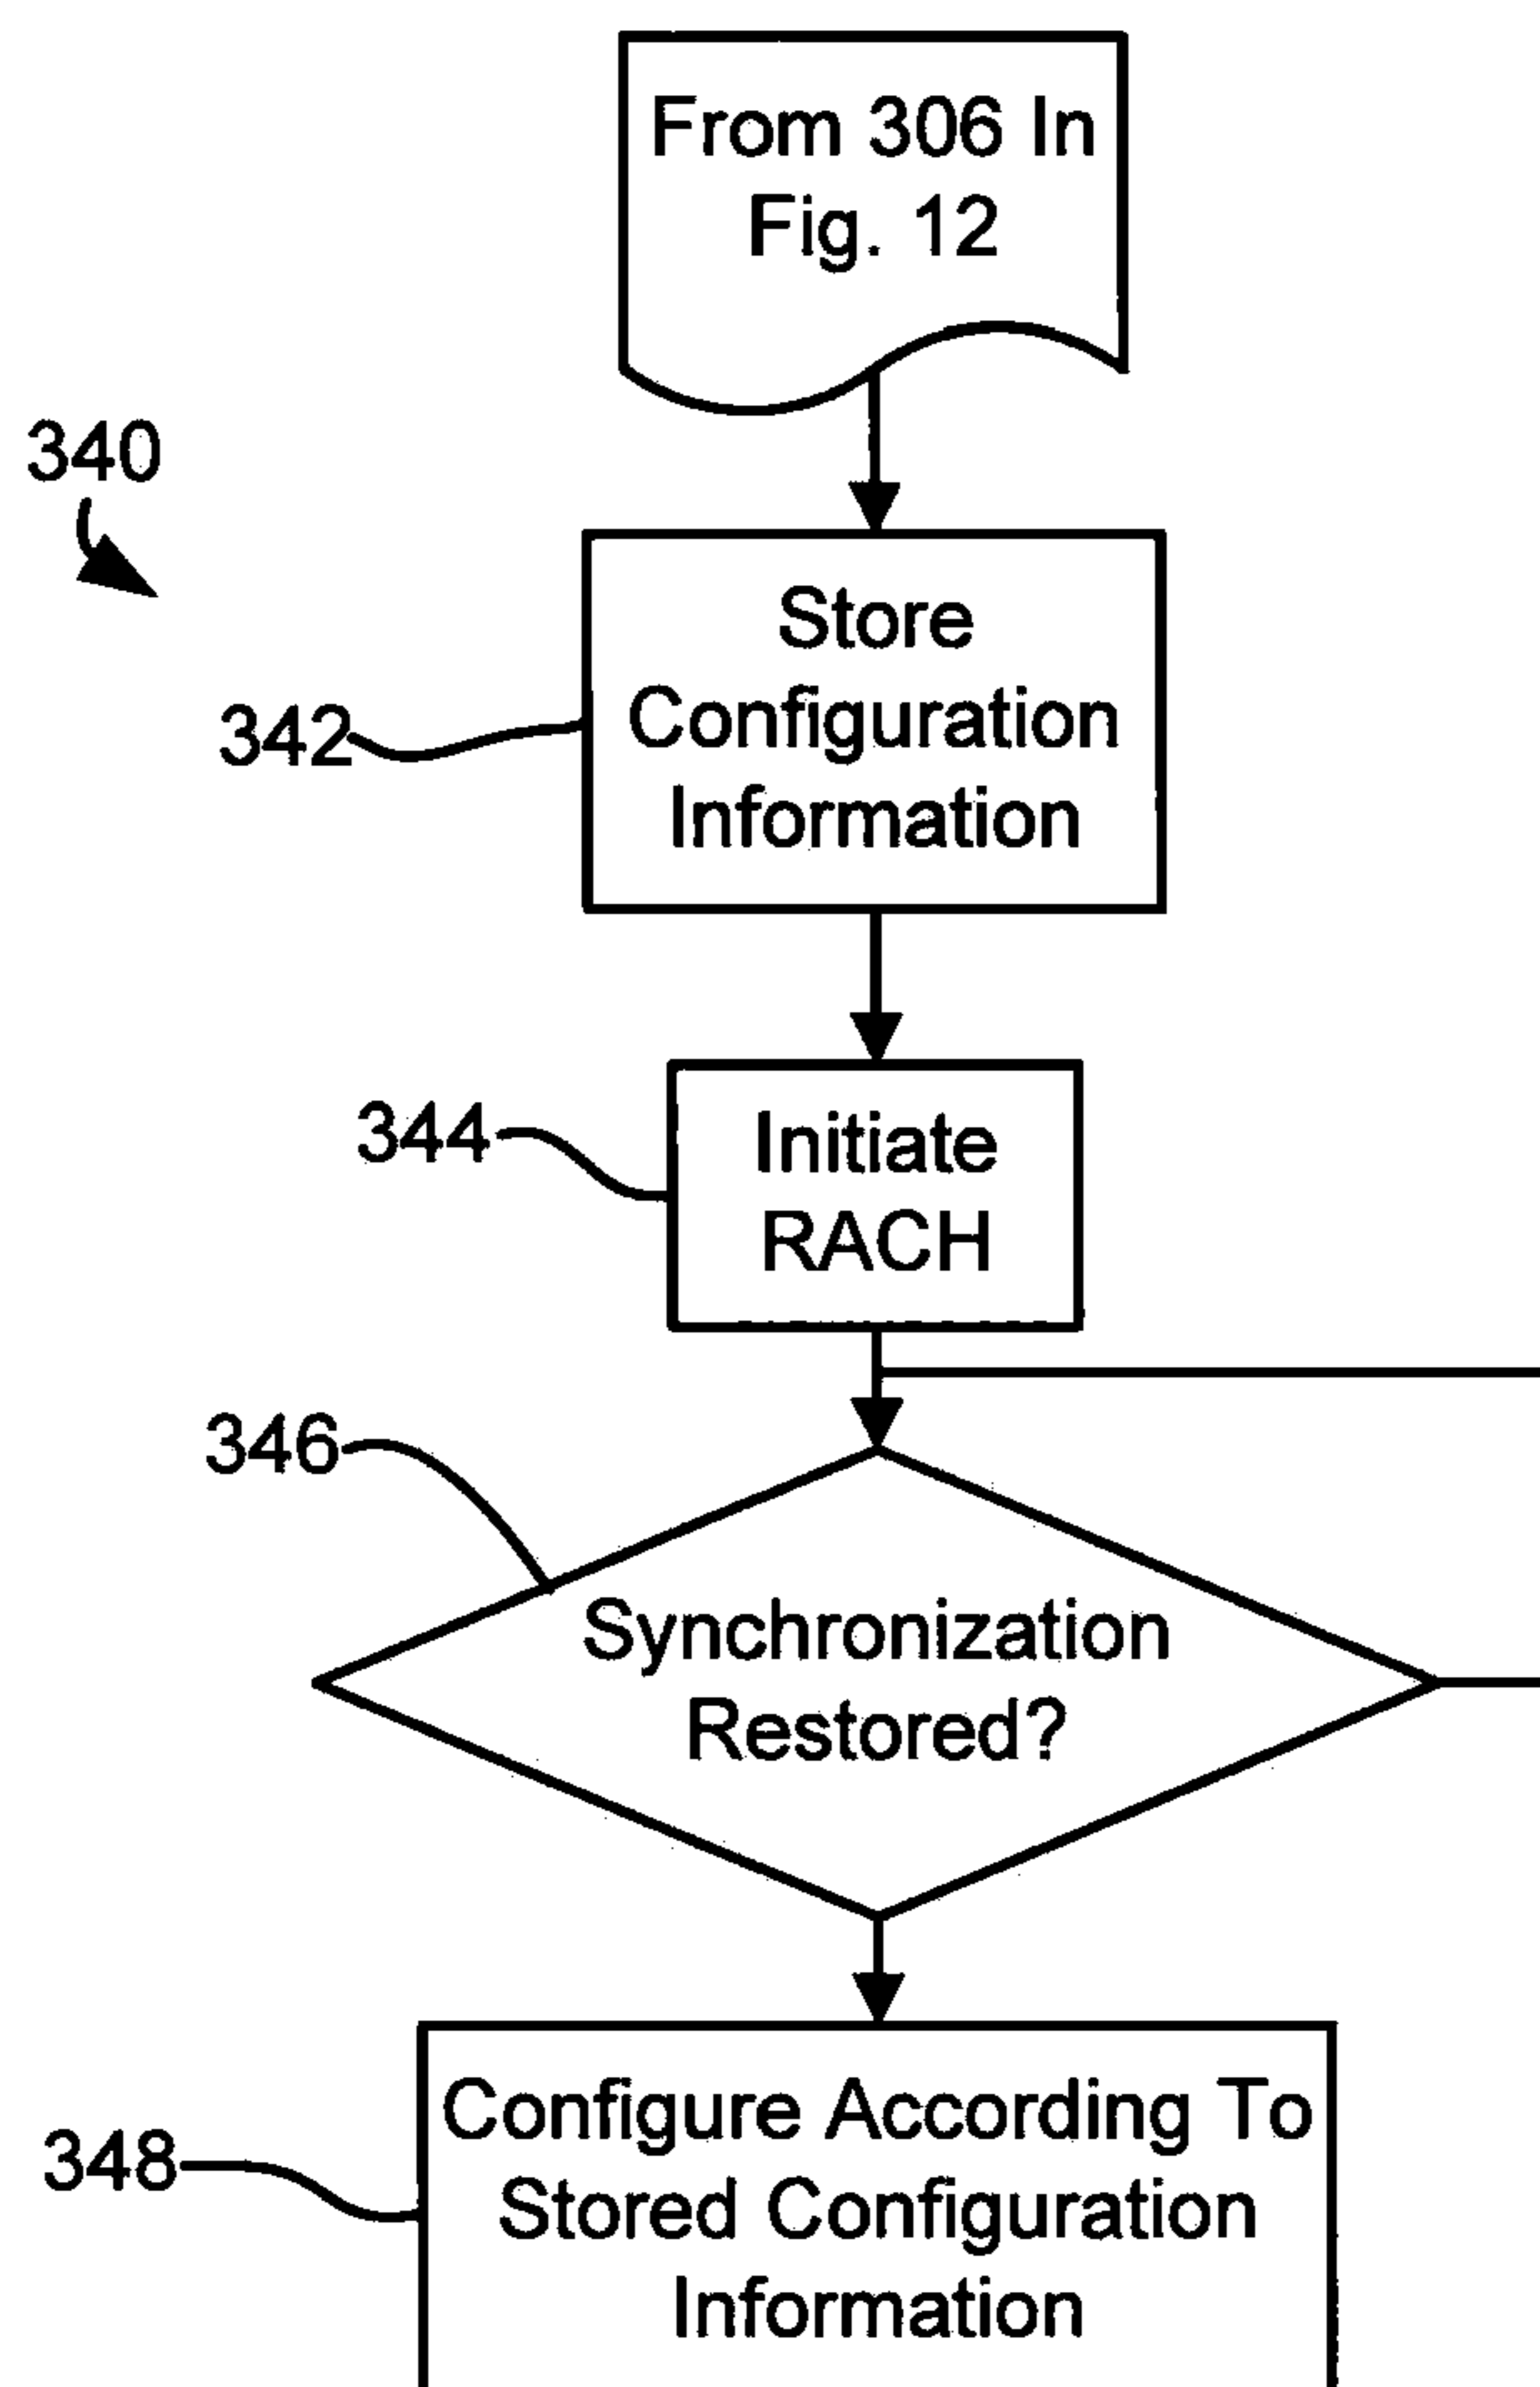 From 306 In
Fig. 12
340
Store
Configuration
Information
342
Initiate
RACH
344
346
Synchronization
Restored?
Configure According To
Stored Configuration
Information
348